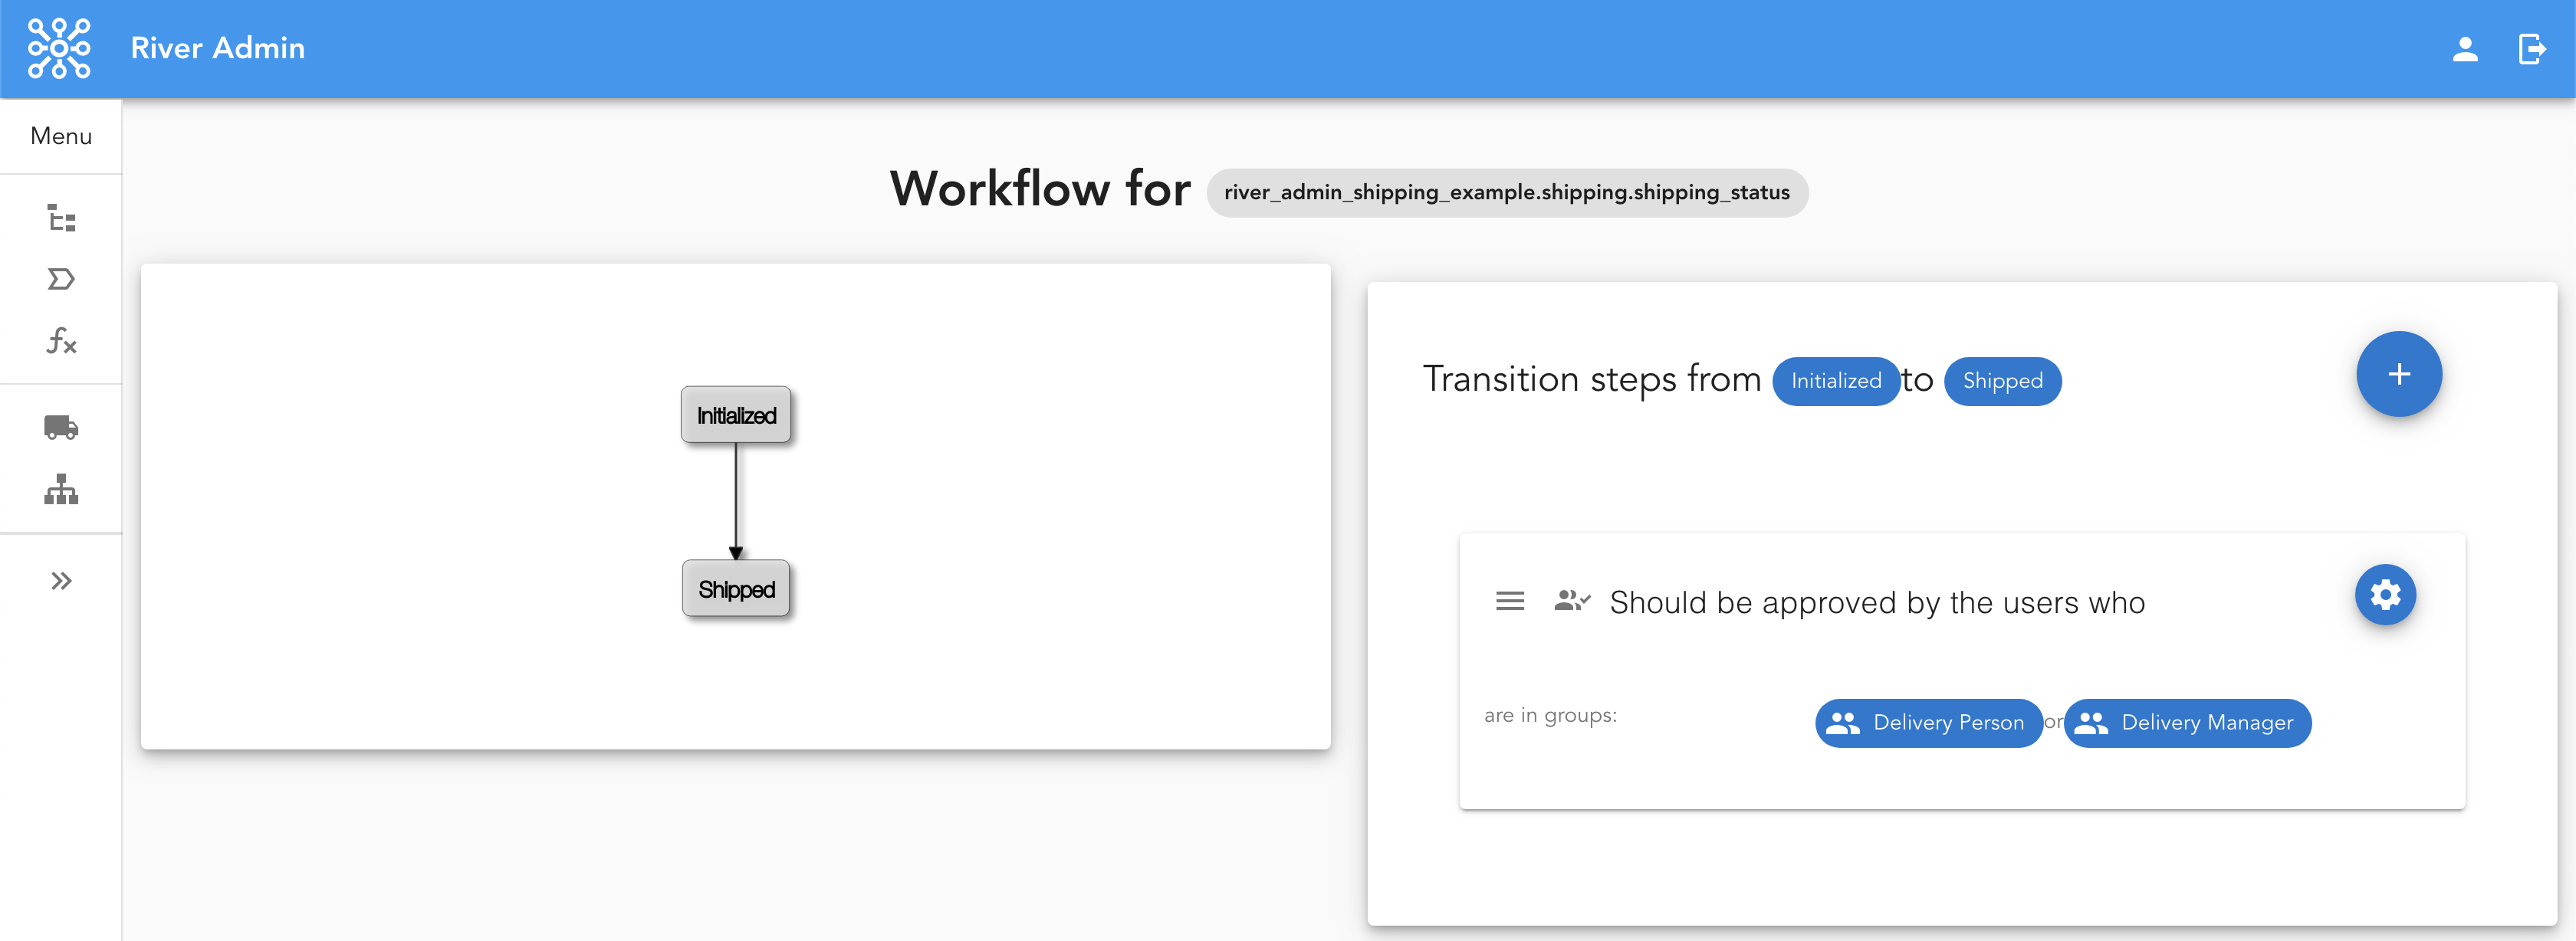 River Admin
Menu
Workflow for river_admin_shipping_example.shipping.shipping_status
Initialized
Shipped
Transition steps from Initialized to Shipped
Should be approved by the users who
are in groups: Delivery Person or Delivery Manager